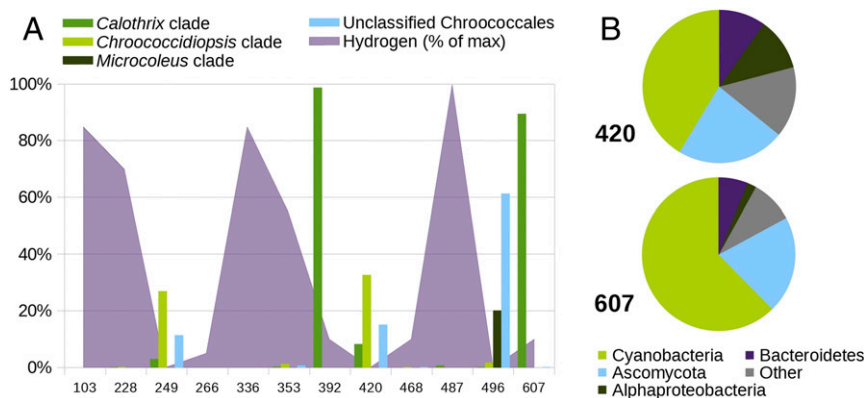 A
Calothrix clade
Chroococcidiopsis clade
Microcoleus clade
Unclassified Chroococcales
Hydrogen (% of max)
100%
80%
60%
40%
20%
0%
103 228 249 266 336 353 392 420 468 487 496 607
B
420
607
Cyanobacteria
Ascomycota
Alphaproteobacteria
Bacteroidetes
Other